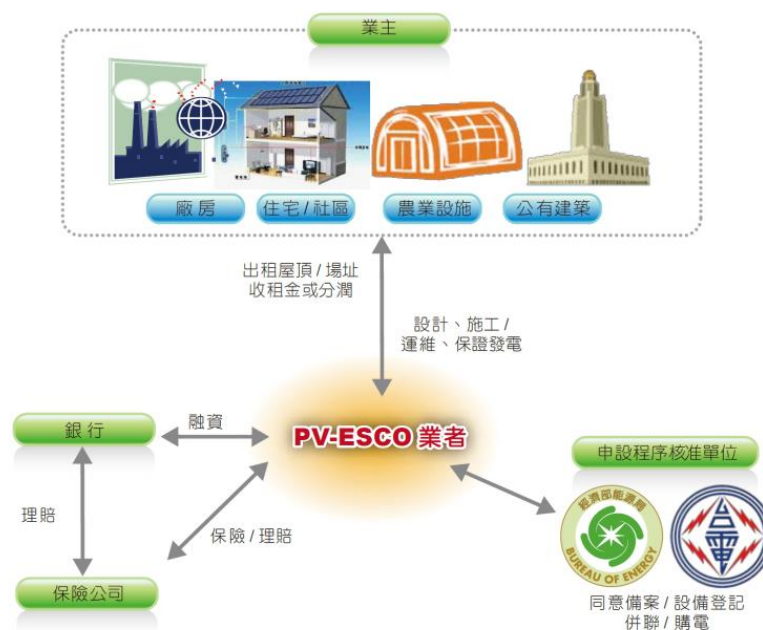 業主
廠房
住宅/社區
農業設施
公有建築
出租屋頂/場址
收租金或分潤
設計、施工/
運維、保證發電
銀行
融資
PV-ESCO 業者
申設程序核准單位
理賠
保險/理賠
經濟部能源局
BUREAU OF ENERGY
台電
保險公司
同意備案/設備登記
併聯/購電